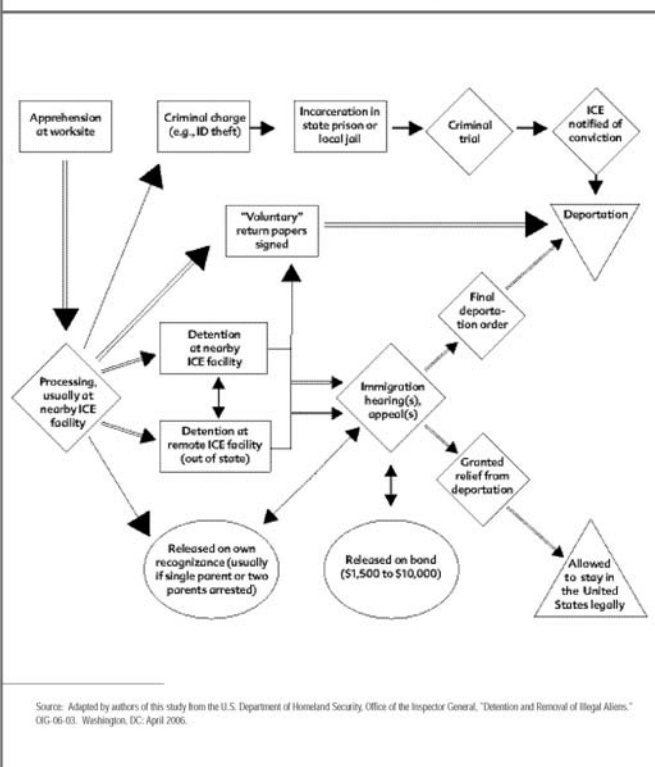 Apprehension
at worksite
Criminal charge
(e.g., ID theft)
Incarceration in
state prison or
local jail
Criminal
trial
ICE
notified of
conviction
"Voluntary"
return papers
signed
Deportation
Final
deporta-
tion order
Detention
at nearby
ICE facility
Processing,
usually at
nearby ICE
facility
Immigration
hearing(s),
appeal(s)
Detention at
remote ICE facility
(out of state)
Granted
relief from
deportation
Released on own
recognizance (usually
if single parent or two
parents arrested)
Released on bond
($1,500 to $10,000)
Allowed
to stay in
the United
States legally
Source: Adapted by authors of this study from the U.S. Department of Homeland Security, Office of the Inspector General, "Detention and Removal of Illegal Aliens."
OIG-06-03. Washington, DC: April 2006.